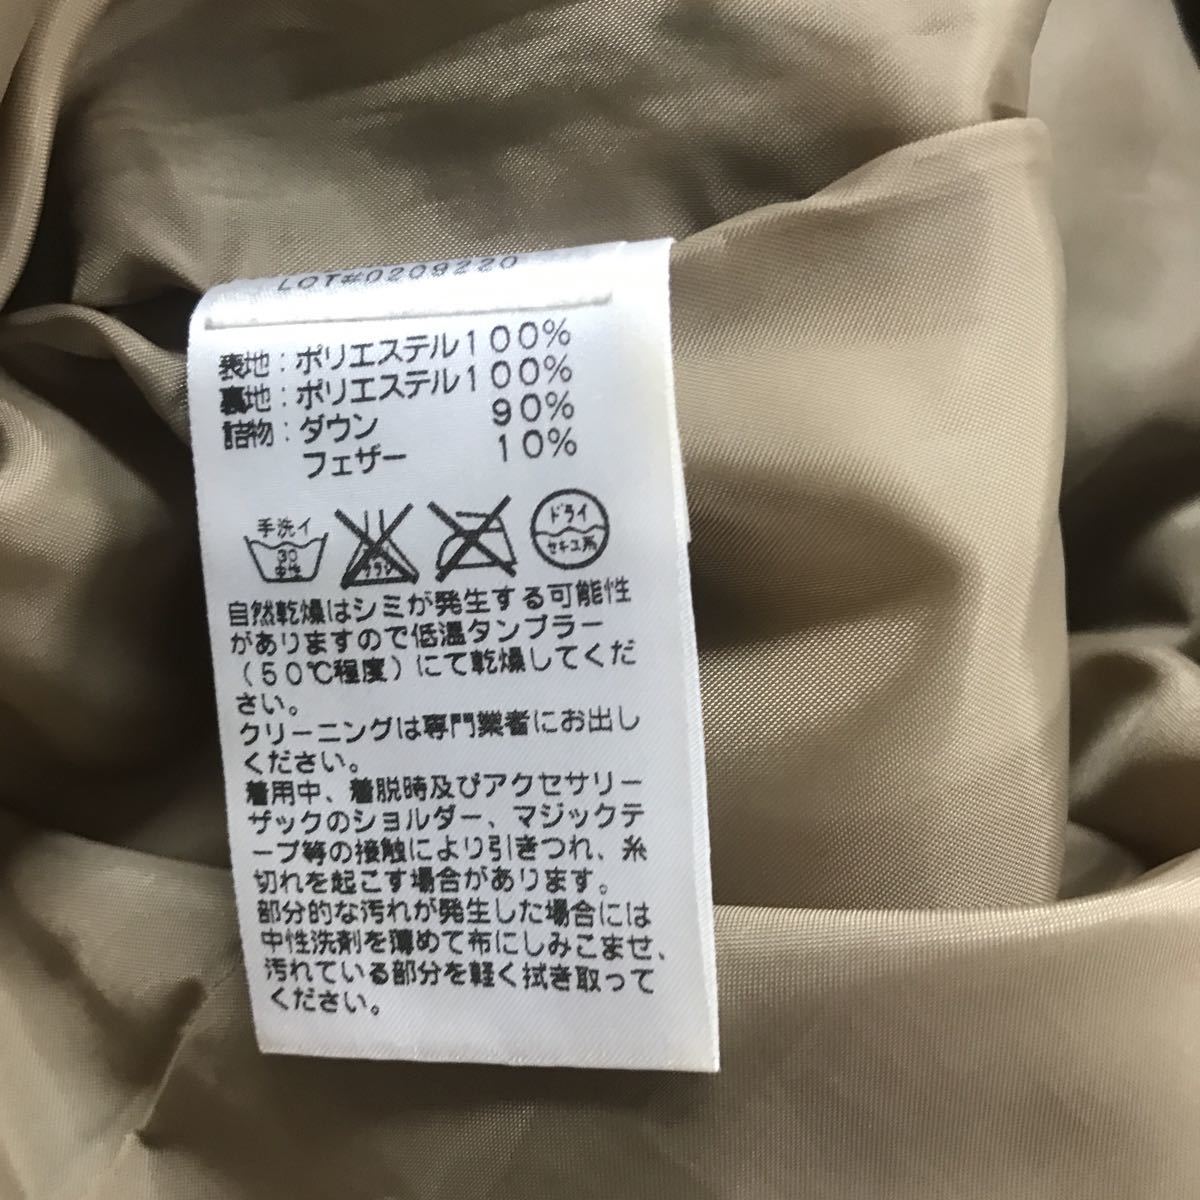 LOT#0209220
表地:ポリエステル100%
裏地:ポリエステル100%
詰物:ダウン 90%
フェザー 10%
手洗イ
30
中性
エンソサラシ
ドライ
セキユ系
自然乾燥はシミが発生する可能性
がありますので低温タンブラー
(50℃程度)にて乾燥してくだ
さい。
クリーニングは専門業者にお出し
ください。
着用中、着脱時及びアクセサリー
ザックのショルダー、マジックテ
ープ等の接触により引きつれ、糸
切れを起こす場合があります。
部分的な汚れが発生した場合には
中性洗剤を薄めて布にしみこませ、
汚れている部分を軽く拭き取って
ください。